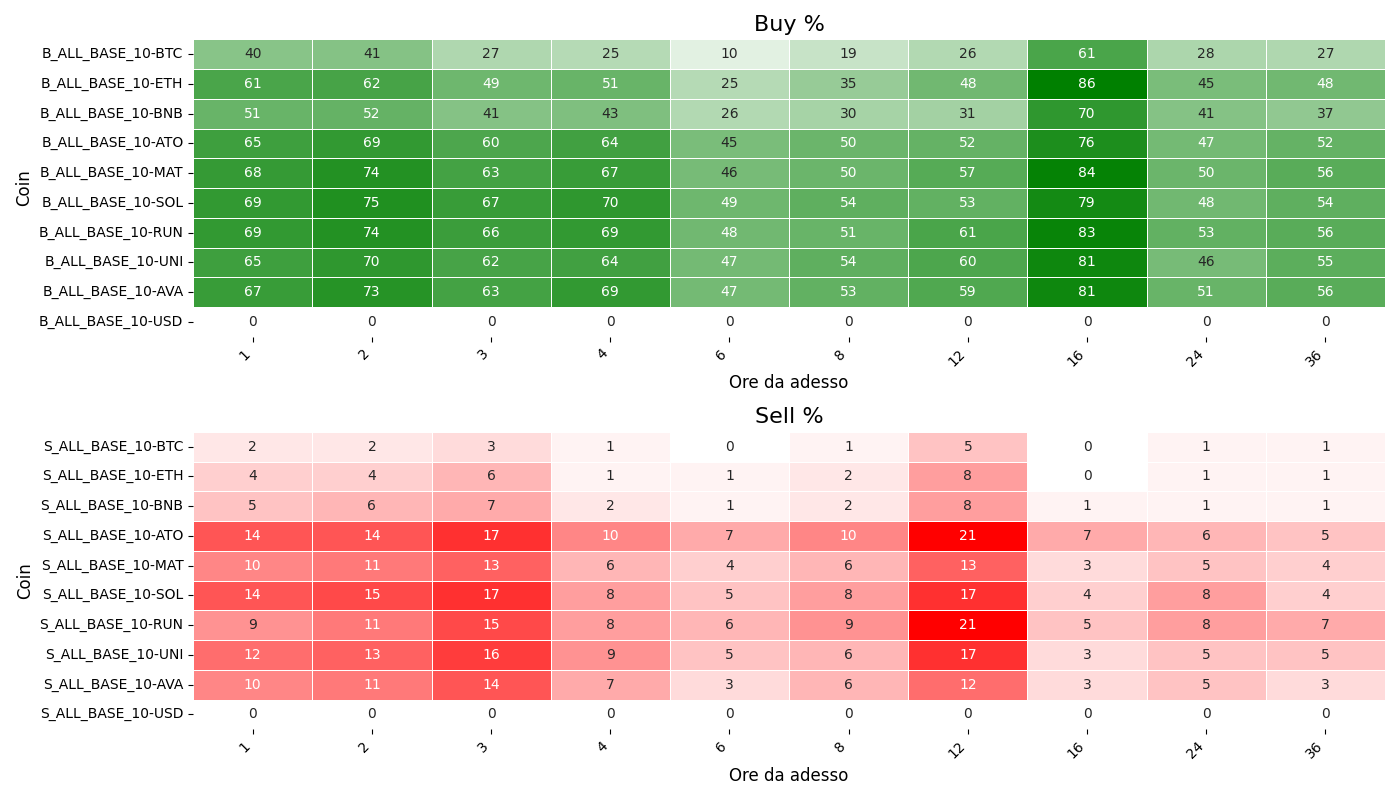 Buy %
Coin
B_ALL_BASE_10-BTC 40 41 27 25 10 19 26 61 28 27
B_ALL_BASE_10-ETH 61 62 49 51 25 35 48 86 45 48
B_ALL_BASE_10-BNB 51 52 41 43 26 30 31 70 41 37
B_ALL_BASE_10-ATO 65 69 60 64 45 50 52 76 47 52
B_ALL_BASE_10-MAT 68 74 63 67 46 50 57 84 50 56
B_ALL_BASE_10-SOL 69 75 67 70 49 54 53 79 48 54
B_ALL_BASE_10-RUN 69 74 66 69 48 51 61 83 53 56
B_ALL_BASE_10-UNI 65 70 62 64 47 54 60 81 46 55
B_ALL_BASE_10-AVA 67 73 63 69 47 53 59 81 51 56
B_ALL_BASE_10-USD 0 0 0 0 0 0 0 0 0 0
1 2 3 4 6 8 12 16 24 36
Ore da adesso
Sell %
Coin
S_ALL_BASE_10-BTC 2 2 3 1 0 1 5 0 1 1
S_ALL_BASE_10-ETH 4 4 6 1 1 2 8 0 1 1
S_ALL_BASE_10-BNB 5 6 7 2 1 2 8 1 1 1
S_ALL_BASE_10-ATO 14 14 17 10 7 10 21 7 6 5
S_ALL_BASE_10-MAT 10 11 13 6 4 6 13 3 5 4
S_ALL_BASE_10-SOL 14 15 17 8 5 8 17 4 8 4
S_ALL_BASE_10-RUN 9 11 15 8 6 9 21 5 8 7
S_ALL_BASE_10-UNI 12 13 16 9 5 6 17 3 5 5
S_ALL_BASE_10-AVA 10 11 14 7 3 6 12 3 5 3
S_ALL_BASE_10-USD 0 0 0 0 0 0 0 0 0 0
1 2 3 4 6 8 12 16 24 36
Ore da adesso